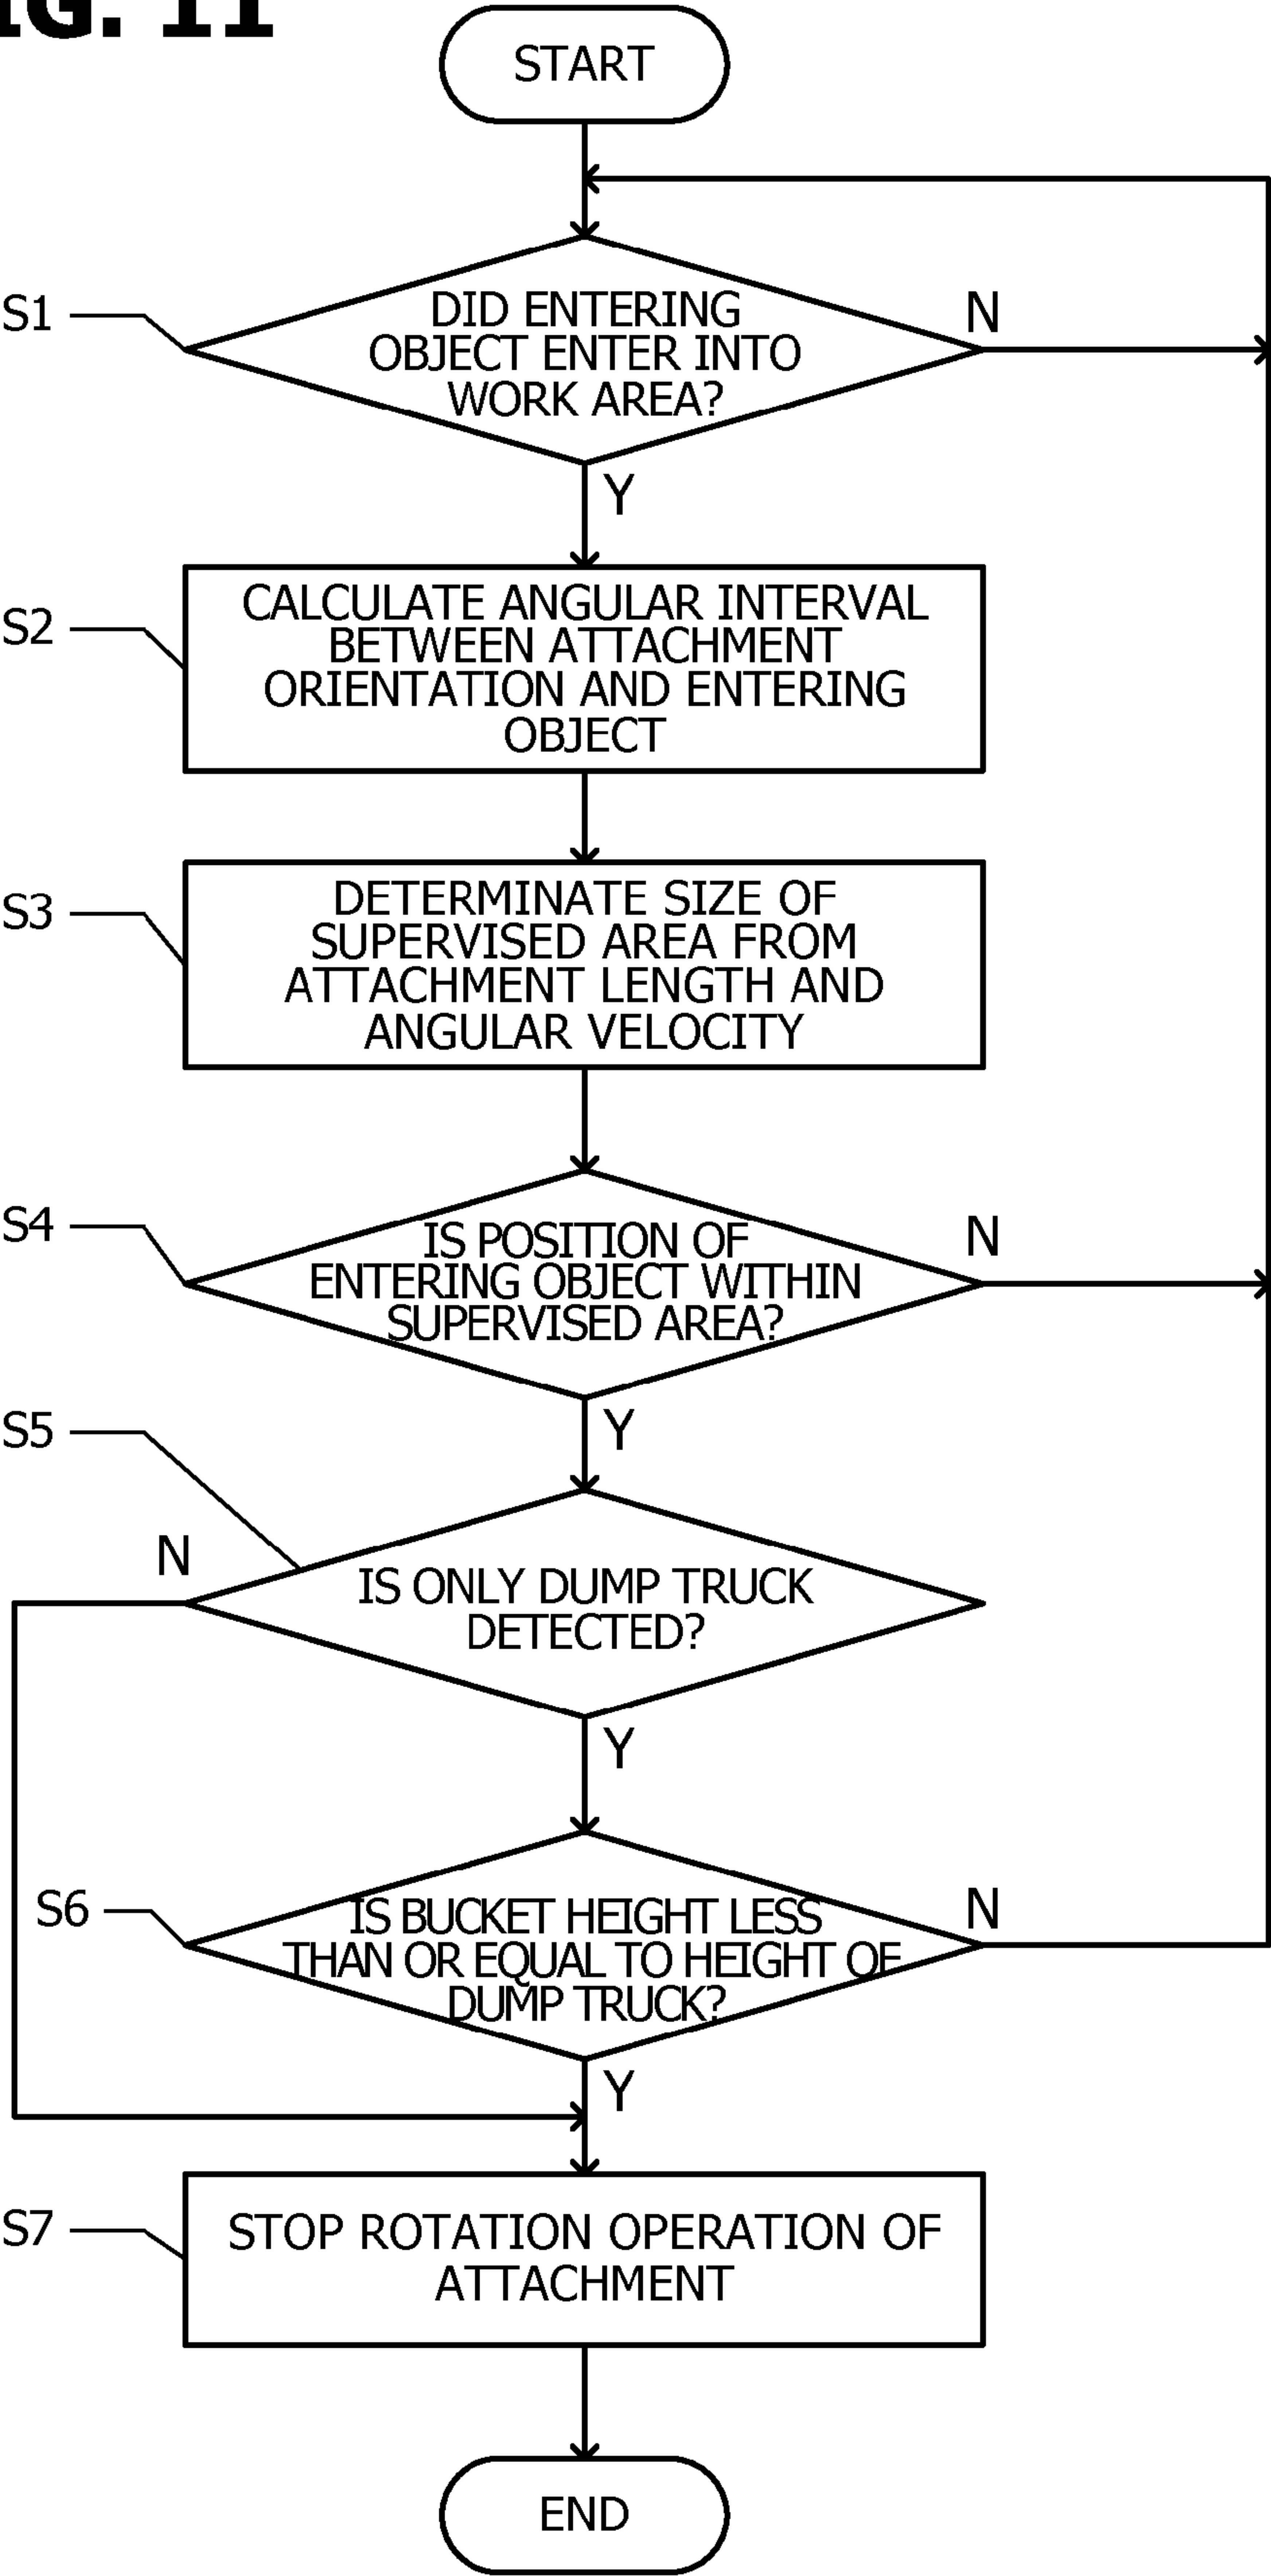 IG. 11
START
S1
DID ENTERING
OBJECT ENTER INTO
WORK AREA?
N
Y
S2
CALCULATE ANGULAR INTERVAL
BETWEEN ATTACHMENT
ORIENTATION AND ENTERING
OBJECT
S3
DETERMINATE SIZE OF
SUPERVISED AREA FROM
ATTACHMENT LENGTH AND
ANGULAR VELOCITY
S4
IS POSITION OF
ENTERING OBJECT WITHIN
SUPERVISED AREA?
N
Y
S5
N
IS ONLY DUMP TRUCK
DETECTED?
Y
S6
IS BUCKET HEIGHT LESS
THAN OR EQUAL TO HEIGHT OF
DUMP TRUCK?
N
Y
S7
STOP ROTATION OPERATION OF
ATTACHMENT
END